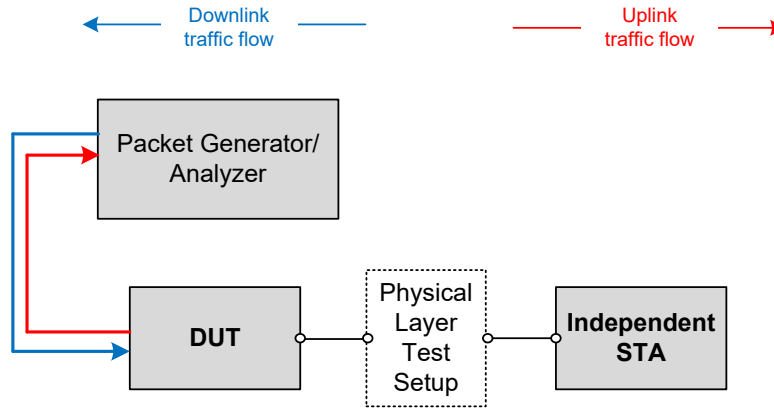 Downlink
traffic flow
Uplink
traffic flow
Packet Generator/
Analyzer
DUT
Physical
Layer
Test
Setup
Independent
STA